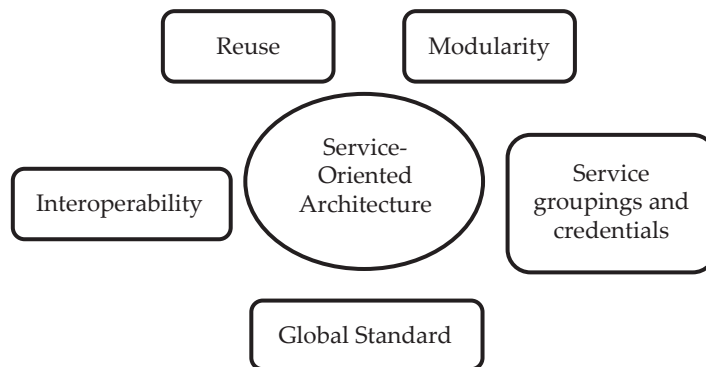 Reuse
Modularity
Service-
Oriented
Architecture
Service
groupings and
credentials
Interoperability
Global Standard